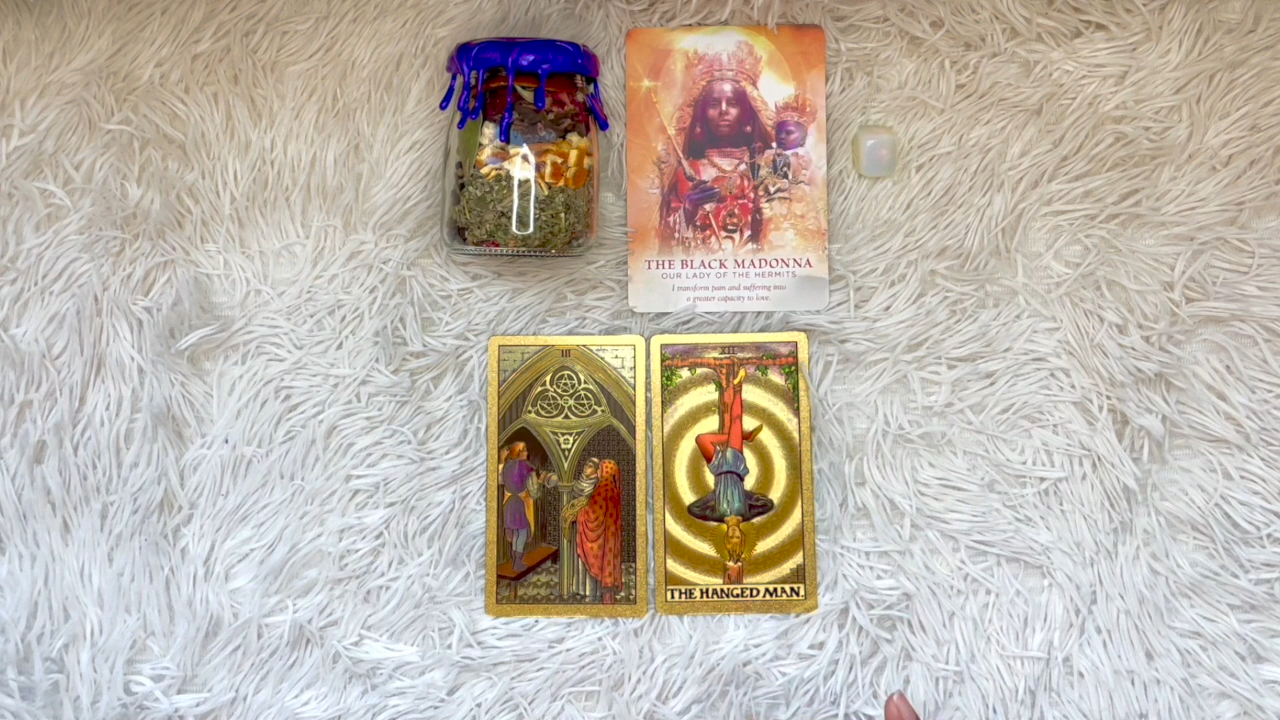 THE BLACK MADONNA
OUR LADY OF THE HERMITS
I transform pain and suffering into
a greater capacity to love.
III
XII
THE HANGED MAN.